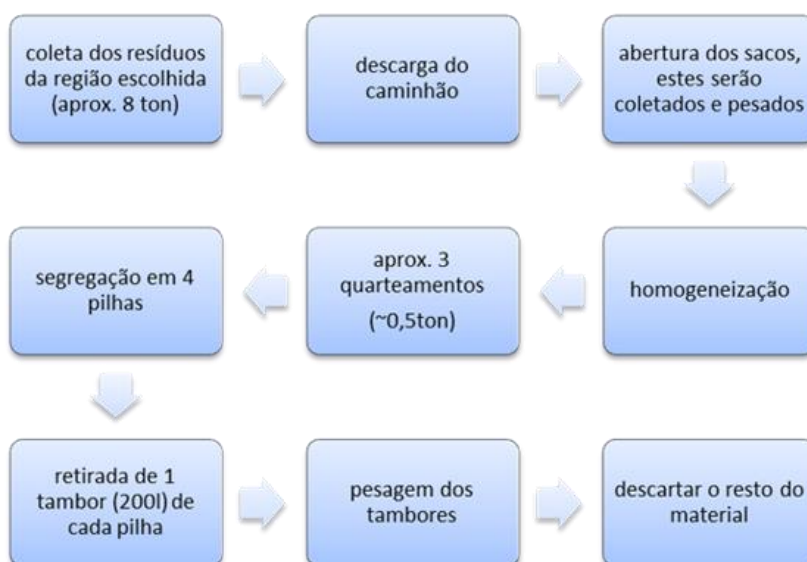 coleta dos resíduos
da região escolhida
(aprox. 8 ton)
descarga do
caminhão
abertura dos sacos,
estes serão
coletados e pesados
homogeneização
aprox. 3
quarteamentos
(~0,5ton)
segregação em 4
pilhas
retirada de 1
tambor (200l) de
cada pilha
pesagem dos
tambores
descartar o resto do
material